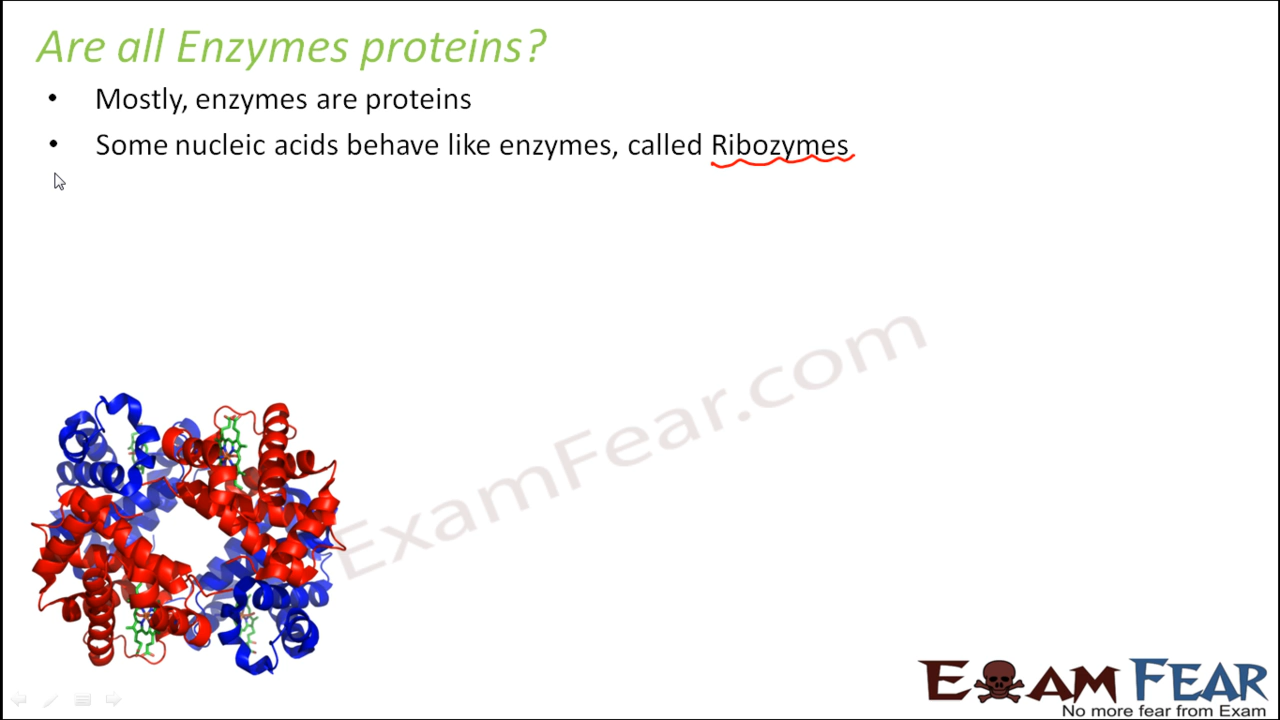 Are all Enzymes proteins?
• Mostly, enzymes are proteins
• Some nucleic acids behave like enzymes, called Ribozymes
ExamFear.com
EXAM FEAR
No more fear from Exam